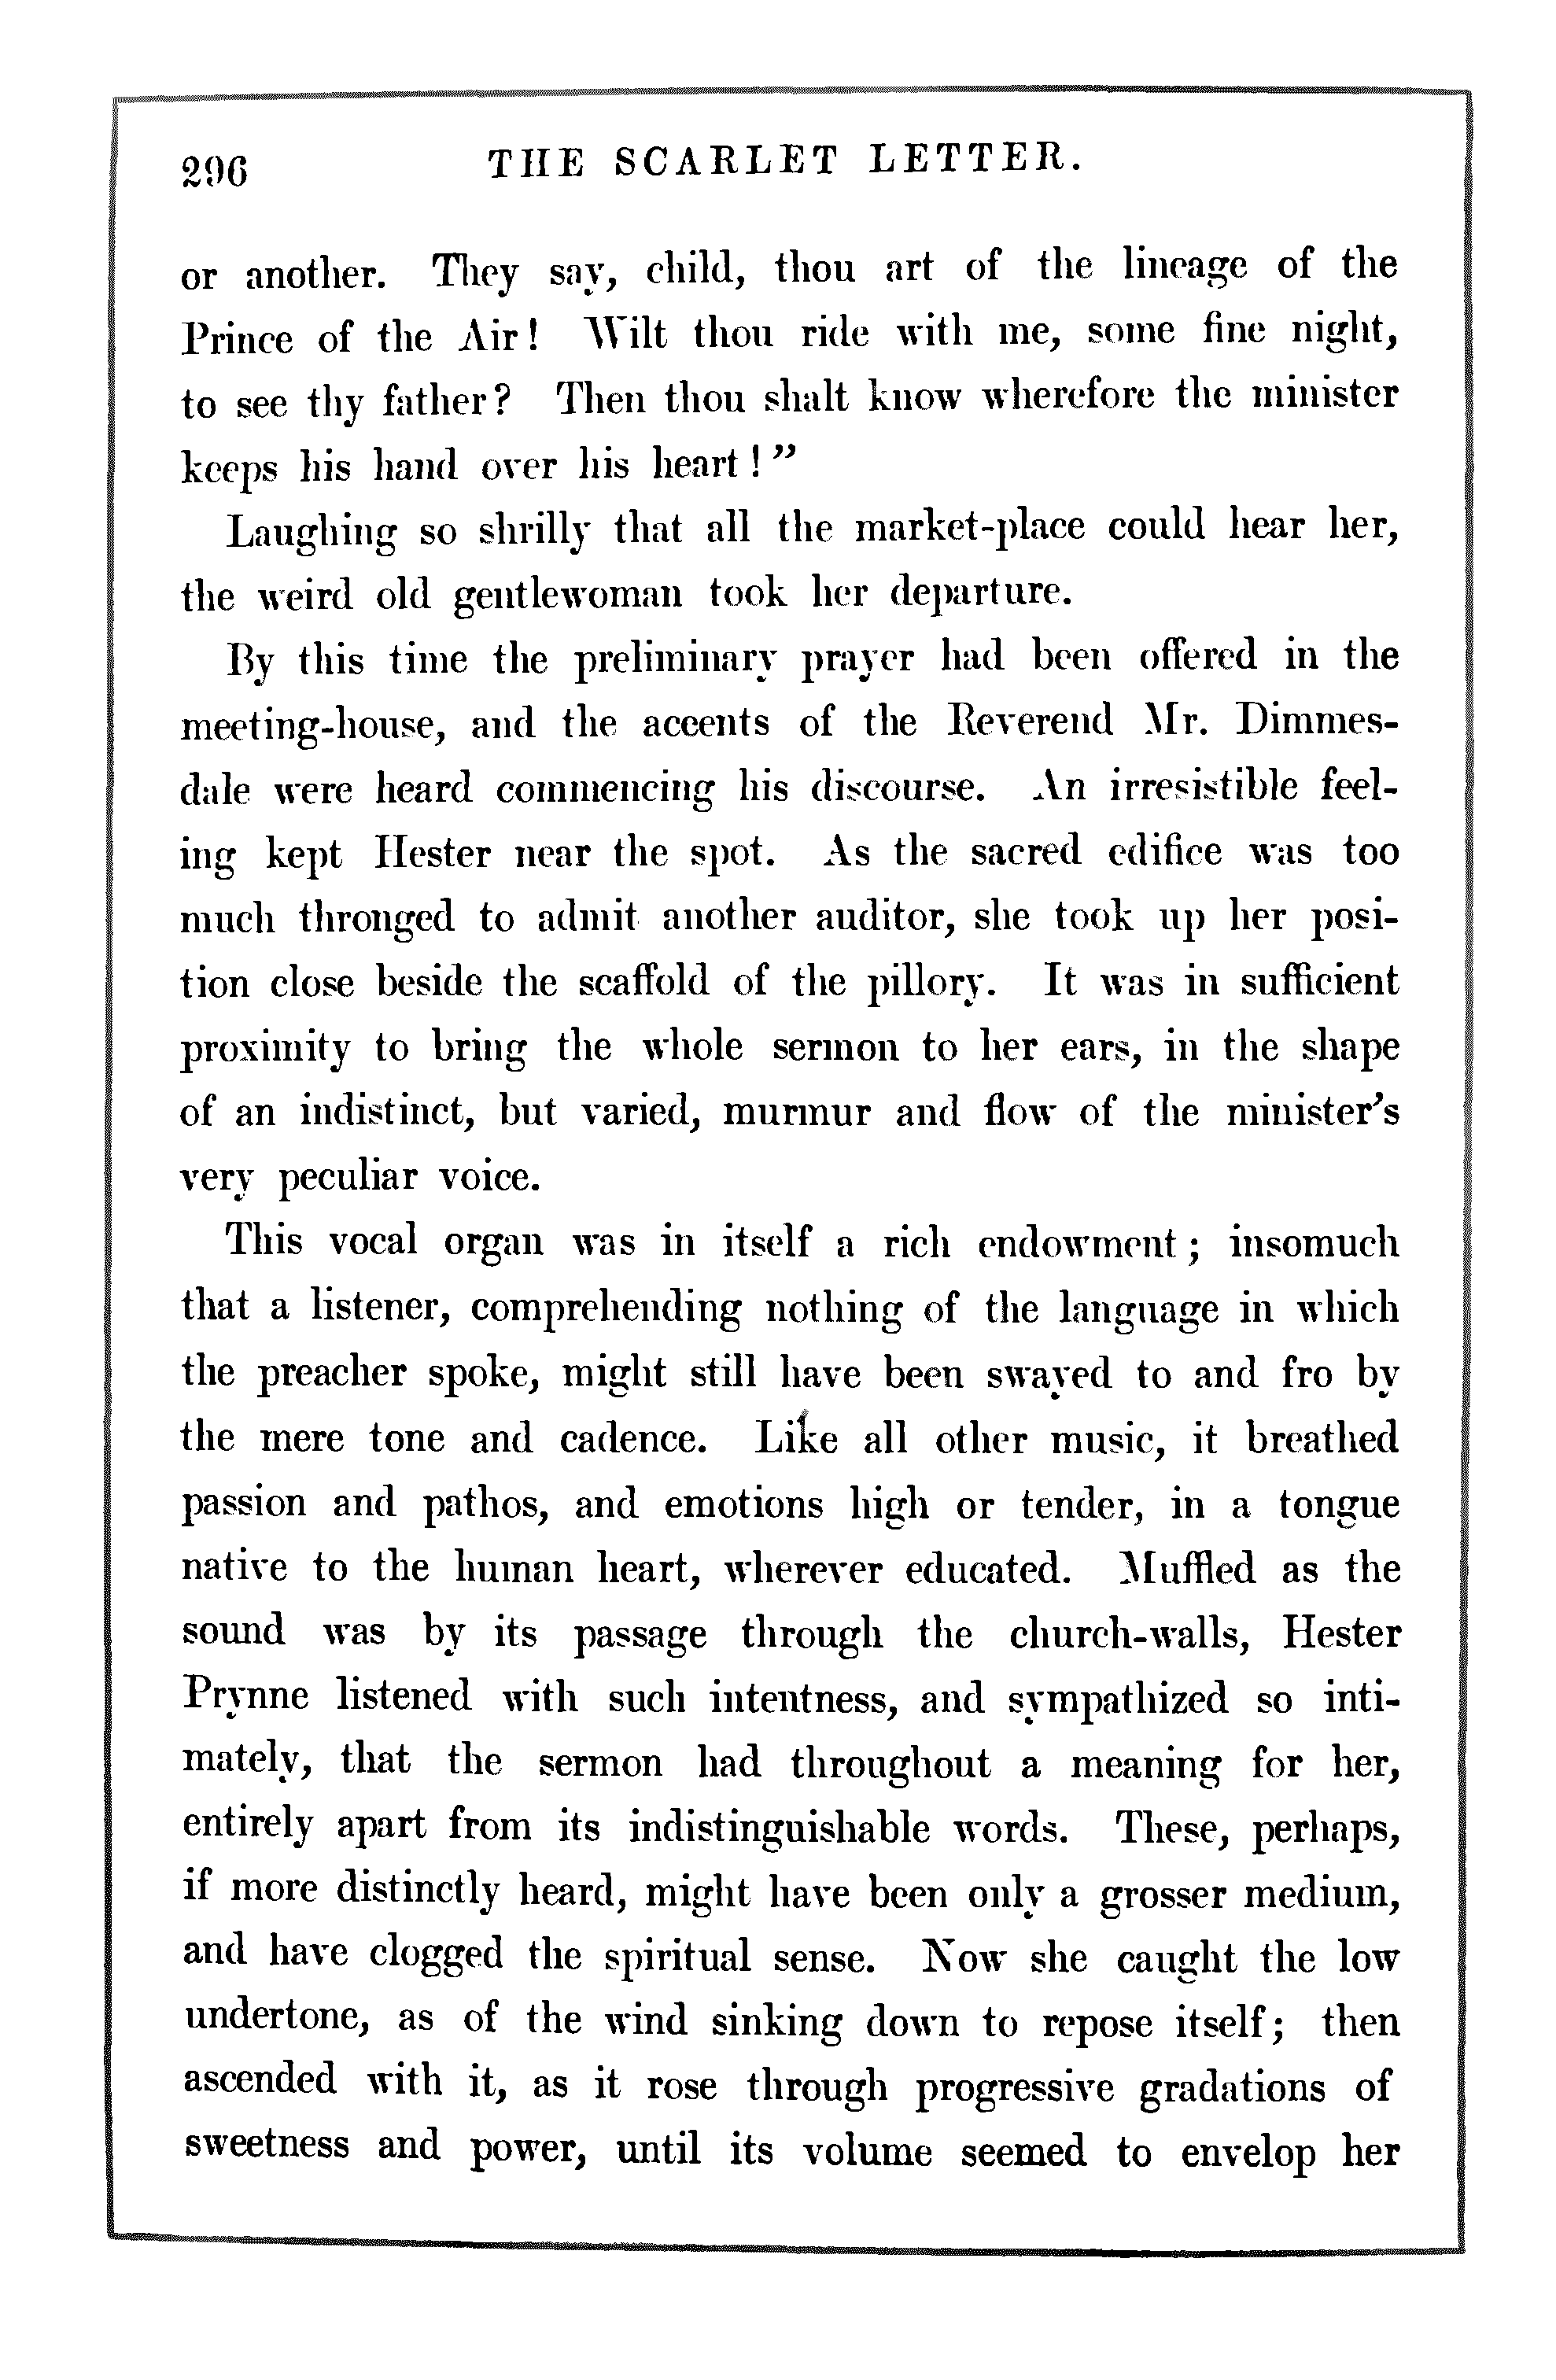 296
THE SCARLET LETTER.
or another. They say, child, thou art of the lineage of the
Prince of the Air! Wilt thou ride with me, some fine night,
to see thy father? Then thou shalt know wherefore the minister
keeps his hand over his heart!”
Laughing so shrilly that all the market-place could hear her,
the weird old gentlewoman took her departure.
By this time the preliminary prayer had been offered in the
meeting-house, and the accents of the Reverend Mr. Dimmes-
dale were heard commencing his discourse. An irresistible feel-
ing kept Hester near the spot. As the sacred edifice was too
much thronged to admit another auditor, she took up her posi-
tion close beside the scaffold of the pillory. It was in sufficient
proximity to bring the whole sermon to her ears, in the shape
of an indistinct, but varied, murmur and flow of the minister’s
very peculiar voice.
This vocal organ was in itself a rich endowment; insomuch
that a listener, comprehending nothing of the language in which
the preacher spoke, might still have been swayed to and fro by
the mere tone and cadence. Like all other music, it breathed
passion and pathos, and emotions high or tender, in a tongue
native to the human heart, wherever educated. Muffled as the
sound was by its passage through the church-walls, Hester
Prynne listened with such intentness, and sympathized so inti-
mately, that the sermon had throughout a meaning for her,
entirely apart from its indistinguishable words. These, perhaps,
if more distinctly heard, might have been only a grosser medium,
and have clogged the spiritual sense. Now she caught the low
undertone, as of the wind sinking down to repose itself; then
ascended with it, as it rose through progressive gradations of
sweetness and power, until its volume seemed to envelop her